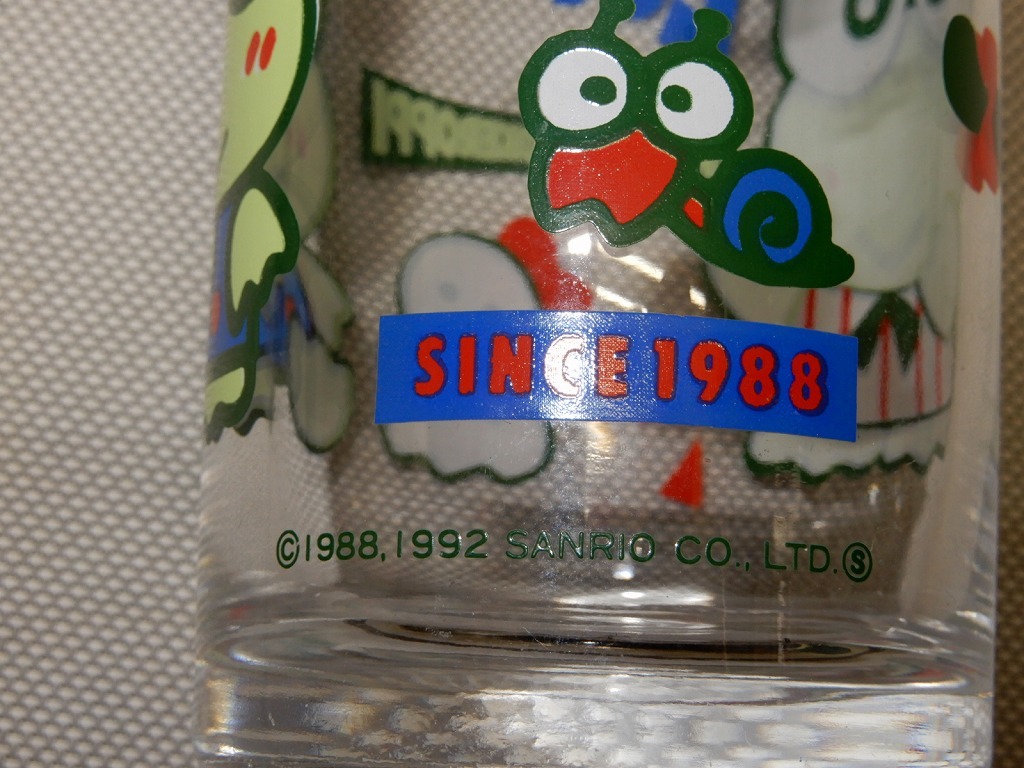 SINCE 1988
©1988, 1992 SANRIO CO., LTD.Ⓢ